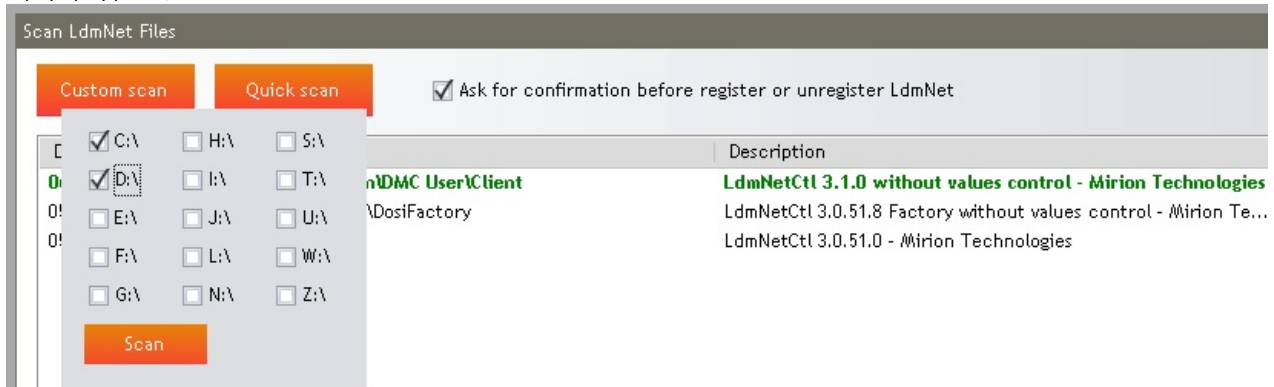 Scan LdmNet Files
Custom scan Quick scan Ask for confirmation before register or unregister LdmNet
C:\ H:\ S:\
D:\ I:\ T:\
E:\ J:\ U:\
F:\ L:\ W:\
G:\ N:\ Z:\
Scan
Description
\DMC User\Client LdmNetCtl 3.1.0 without values control - Mirion Technologies
\DosiFactory LdmNetCtl 3.0.51.8 Factory without values control - Mirion Te...
LdmNetCtl 3.0.51.0 - Mirion Technologies